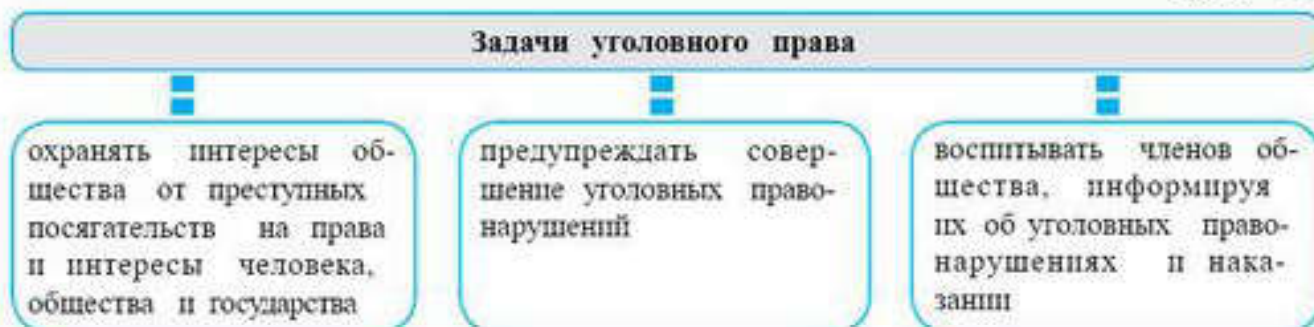 Задачи уголовного права
охранять интересы об-
щества от преступных
посягательств на права
и интересы человека,
общества и государства
предупреждать совер-
шение уголовных право-
нарушений
воспитывать членов об-
щества, информируя
их об уголовных право-
нарушениях и нака-
зании